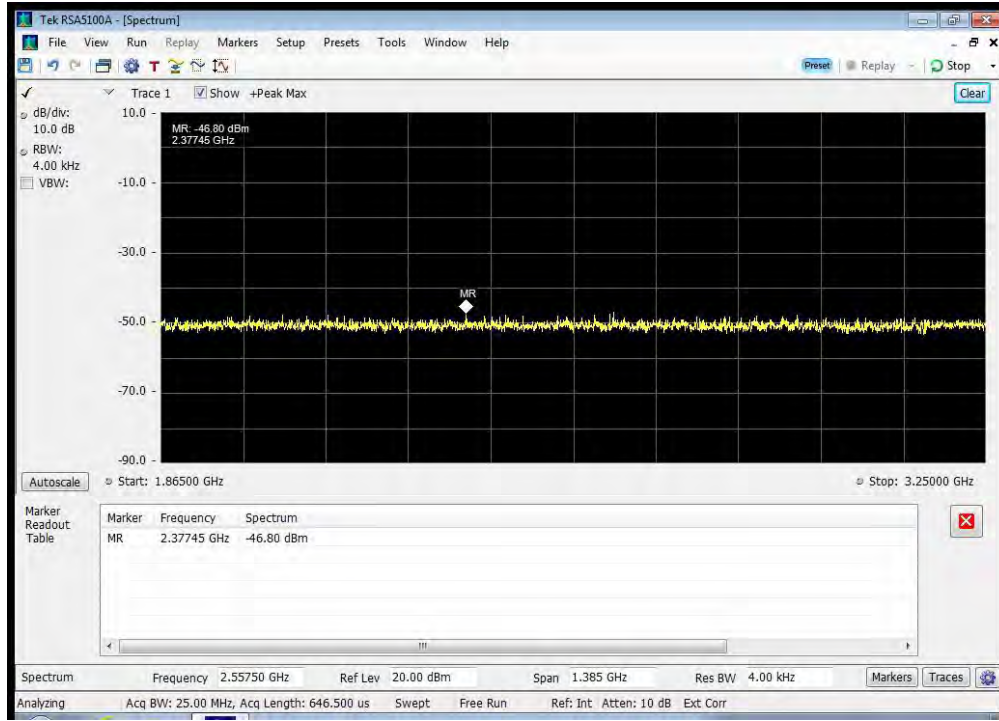 Tek RSA5100A - [Spectrum]
File View Run Replay Markers Setup Presets Tools Window Help
T
Preset Replay Stop
Trace 1 Show +Peak Max Clear
dB/div:
10.0 dB
RBW:
4.00 kHz
VBW:
10.0
MR: -46.80 dBm
2.37745 GHz
-10.0
-30.0
MR
-50.0
-70.0
-90.0
Autoscale Start: 1.86500 GHz Stop: 3.25000 GHz
Marker
Readout
Table
Marker Frequency Spectrum
MR 2.37745 GHz -46.80 dBm
Spectrum Frequency 2.55750 GHz Ref Lev 20.00 dBm Span 1.385 GHz Res BW 4.00 kHz Markers Traces
Analyzing Acq BW: 25.00 MHz, Acq Length: 646.500 us Swept Free Run Ref: Int Atten: 10 dB Ext Corr